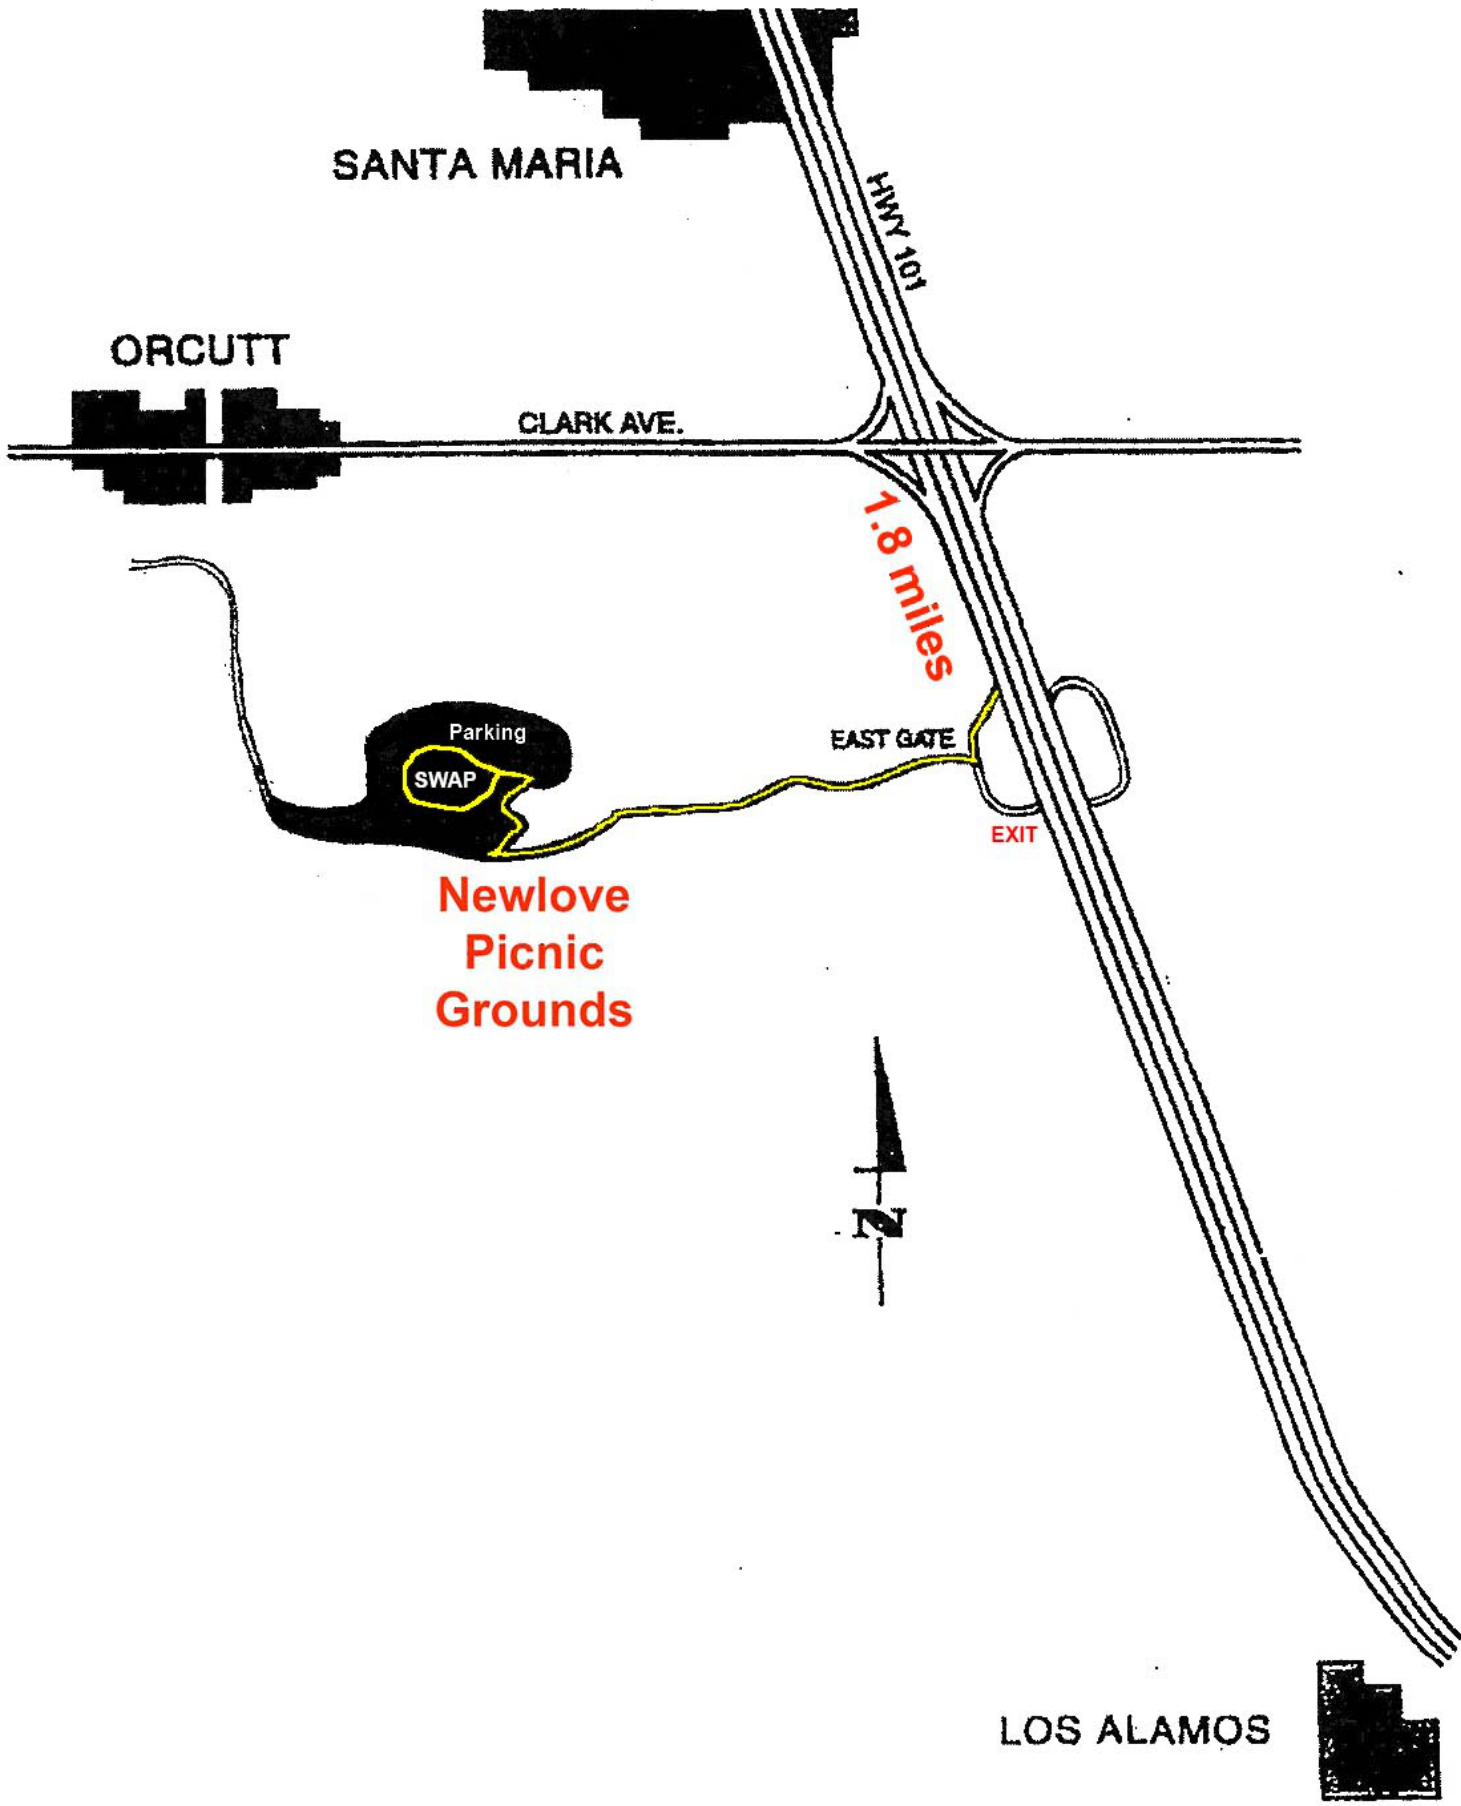 SANTA MARIA
HWY 101
ORCUTT
CLARK AVE.
1.8 miles
Parking
EAST GATE
SWAP
EXIT
Newlove
Picnic
Grounds
N
LOS ALAMOS